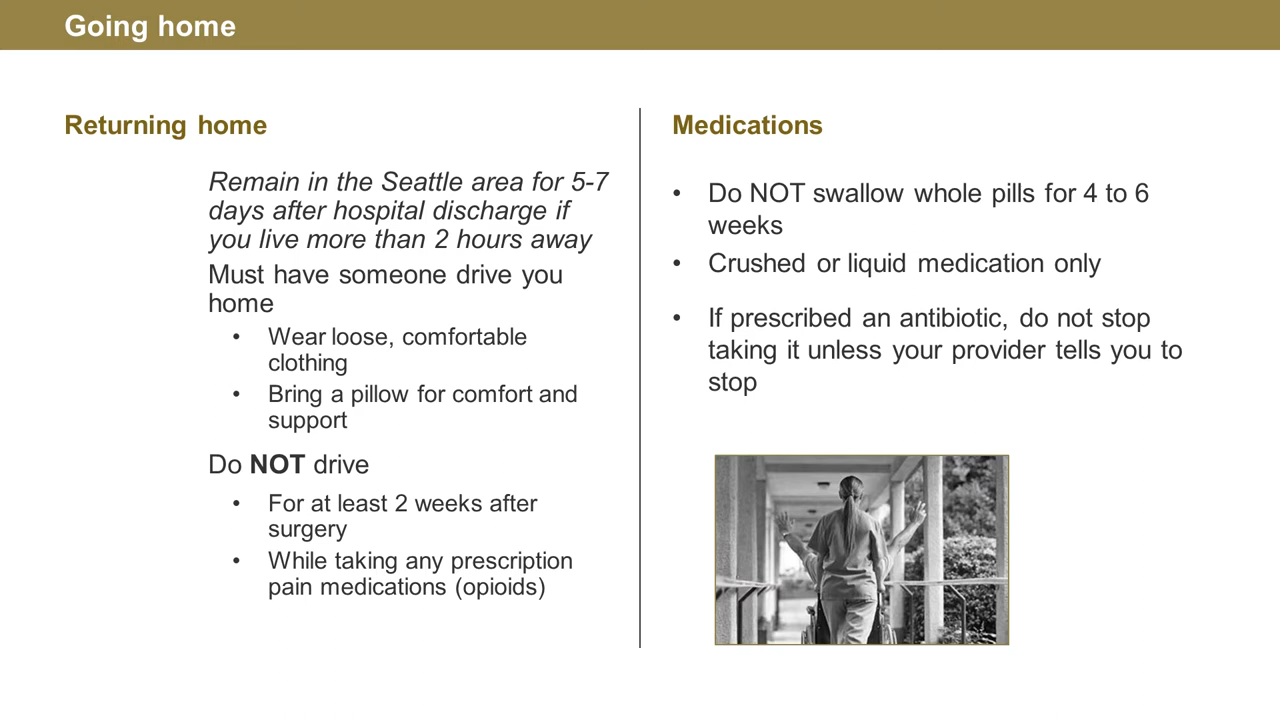 Going home
Returning home
Remain in the Seattle area for 5-7
days after hospital discharge if
you live more than 2 hours away
Must have someone drive you
home
• Wear loose, comfortable
clothing
• Bring a pillow for comfort and
support
Do NOT drive
• For at least 2 weeks after
surgery
• While taking any prescription
pain medications (opioids)
Medications
• Do NOT swallow whole pills for 4 to 6
weeks
• Crushed or liquid medication only
• If prescribed an antibiotic, do not stop
taking it unless your provider tells you to
stop